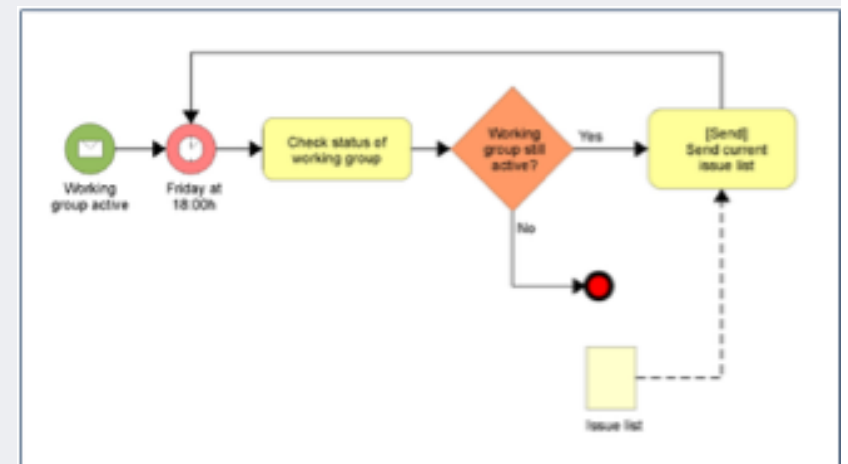 Working
group active
Friday at
18:00h
Check status of
working group
Working
group still
active?
Yes
[Send]
Send current
issue list
No
Issue list